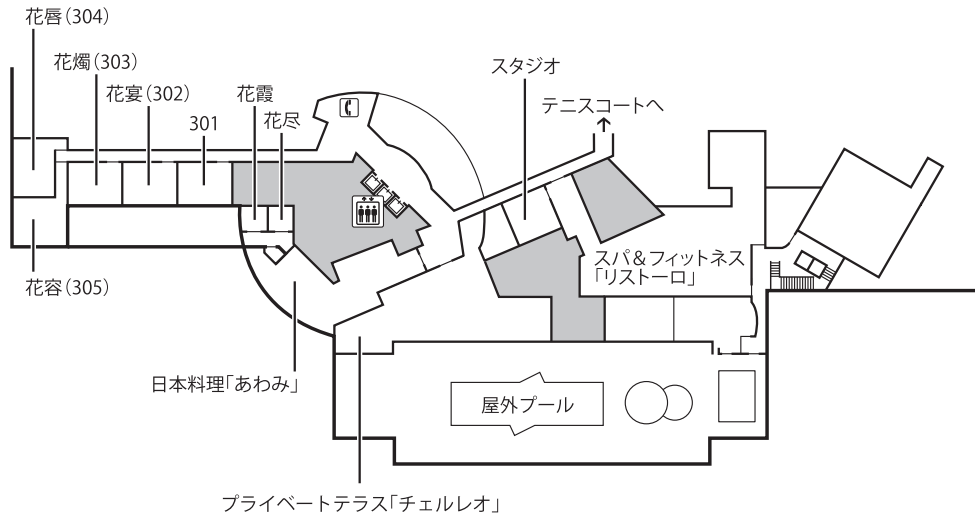 花唇（304）
花燭（303）
花宴（302）
301
花霞
花尽
スタジオ
テニスコートへ
スパ＆フィットネス
「リストーロ」
花容（305）
日本料理「あわみ」
屋外プール
プライベートテラス「チェルレオ」